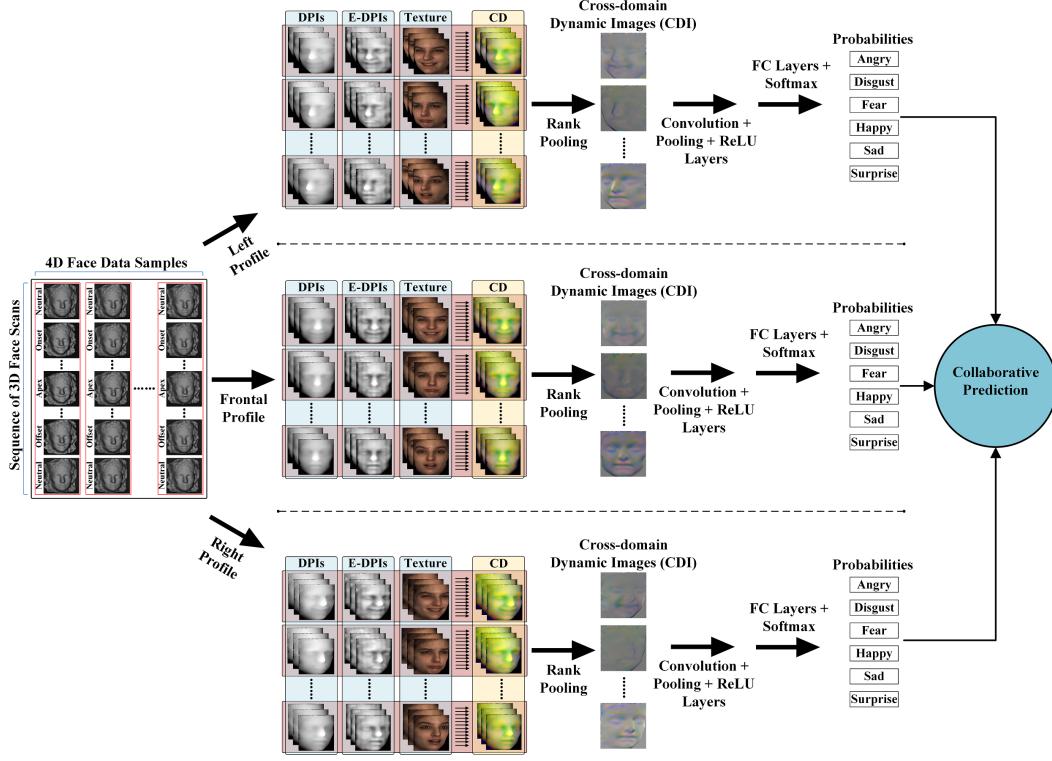 DPIs E-DPIs Texture CD
Cross-domain
Dynamic Images (CDI)
Rank
Pooling
Convolution +
Pooling + ReLU
Layers
FC Layers +
Softmax
Probabilities
Angry
Disgust
Fear
Happy
Sad
Surprise
Left
Profile
4D Face Data Samples
Sequence of 3D Face Scans
Neutral Neutral Neutral
Onset Onset Onset
Apex Apex Apex
Offset Offset Offset
Neutral Neutral Neutral
Frontal
Profile
DPIs E-DPIs Texture CD
Cross-domain
Dynamic Images (CDI)
Rank
Pooling
Convolution +
Pooling + ReLU
Layers
FC Layers +
Softmax
Probabilities
Angry
Disgust
Fear
Happy
Sad
Surprise
Collaborative
Prediction
Right
Profile
DPIs E-DPIs Texture CD
Cross-domain
Dynamic Images (CDI)
Rank
Pooling
Convolution +
Pooling + ReLU
Layers
FC Layers +
Softmax
Probabilities
Angry
Disgust
Fear
Happy
Sad
Surprise